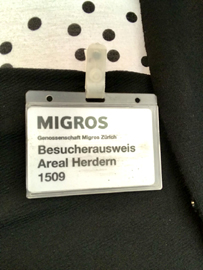 MIGROS
Genossenschaft Migros Zürich
Besucherausweis
Areal Herdern
1509